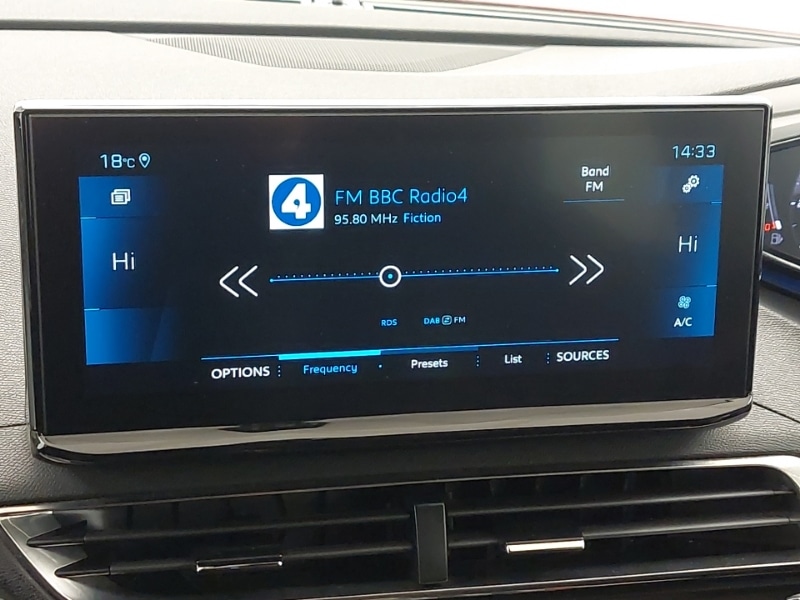 18°C
14:33
4
FM BBC Radio4
95.80 MHz Fiction
Band
FM
Hi
Hi
A/C
RDS
DAB FM
OPTIONS
Frequency
Presets
List
SOURCES